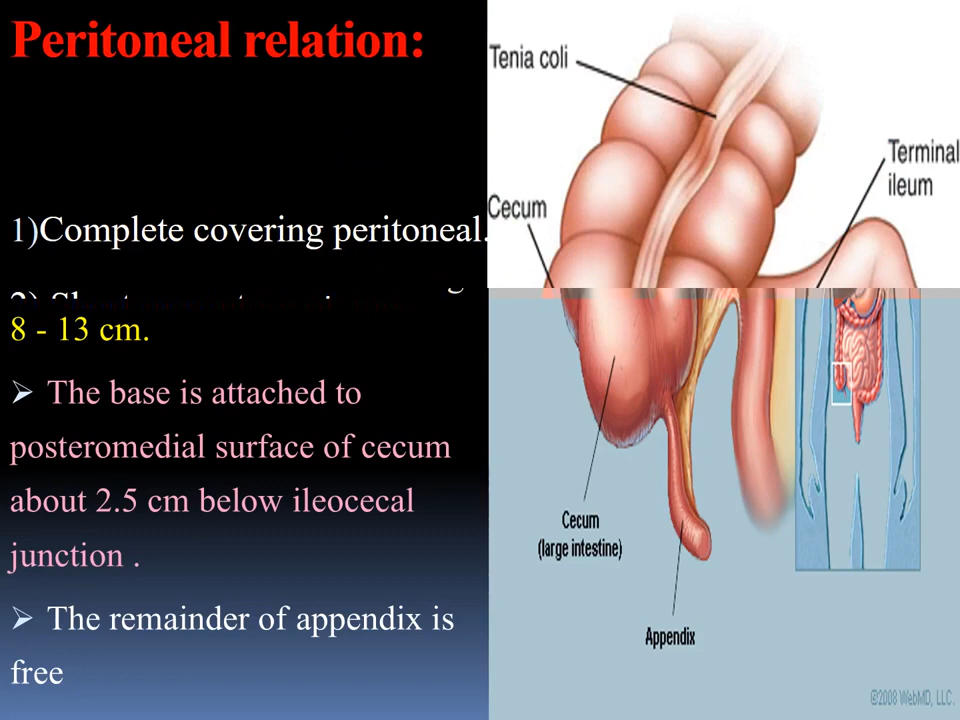 Peritoneal relation:
1)Complete covering peritoneal.
8 - 13 cm.
➢ The base is attached to
posteromedial surface of cecum
about 2.5 cm below ileocecal
junction .
➢ The remainder of appendix is
free
Tenia coli
Terminal
ileum
Cecum
Cecum
(large intestine)
Appendix
©2008 WebMD, LLC.